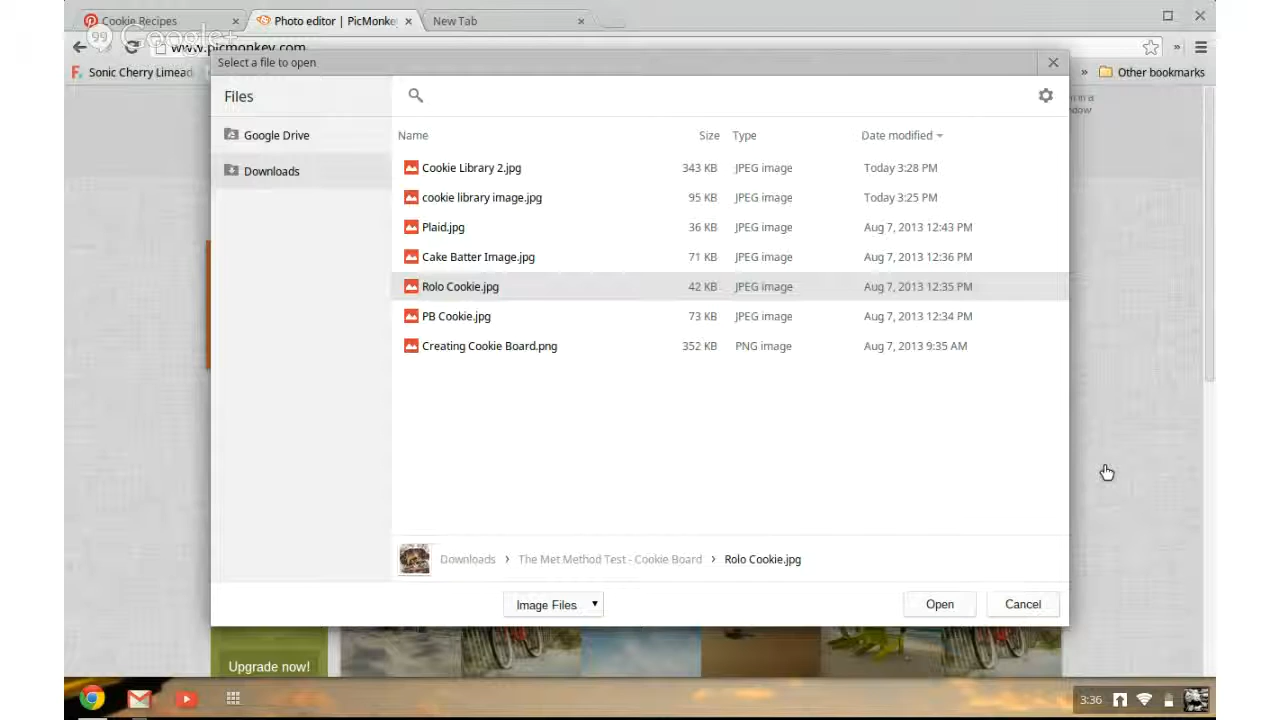 Cookie Recipes
Photo editor | PicMonke
New Tab
Google+
www.picmonkey.com
Sonic Cherry Limead
» Other bookmarks
Select a file to open
Files
Google Drive
Downloads
Name Size Type Date modified
Cookie Library 2.jpg 343 KB JPEG image Today 3:28 PM
cookie library image.jpg 95 KB JPEG image Today 3:25 PM
Plaid.jpg 36 KB JPEG image Aug 7, 2013 12:43 PM
Cake Batter Image.jpg 71 KB JPEG image Aug 7, 2013 12:36 PM
Rolo Cookie.jpg 42 KB JPEG image Aug 7, 2013 12:35 PM
PB Cookie.jpg 73 KB JPEG image Aug 7, 2013 12:34 PM
Creating Cookie Board.png 352 KB PNG image Aug 7, 2013 9:35 AM
Downloads > The Met Method Test - Cookie Board > Rolo Cookie.jpg
Image Files
Open
Cancel
Upgrade now!
3:36